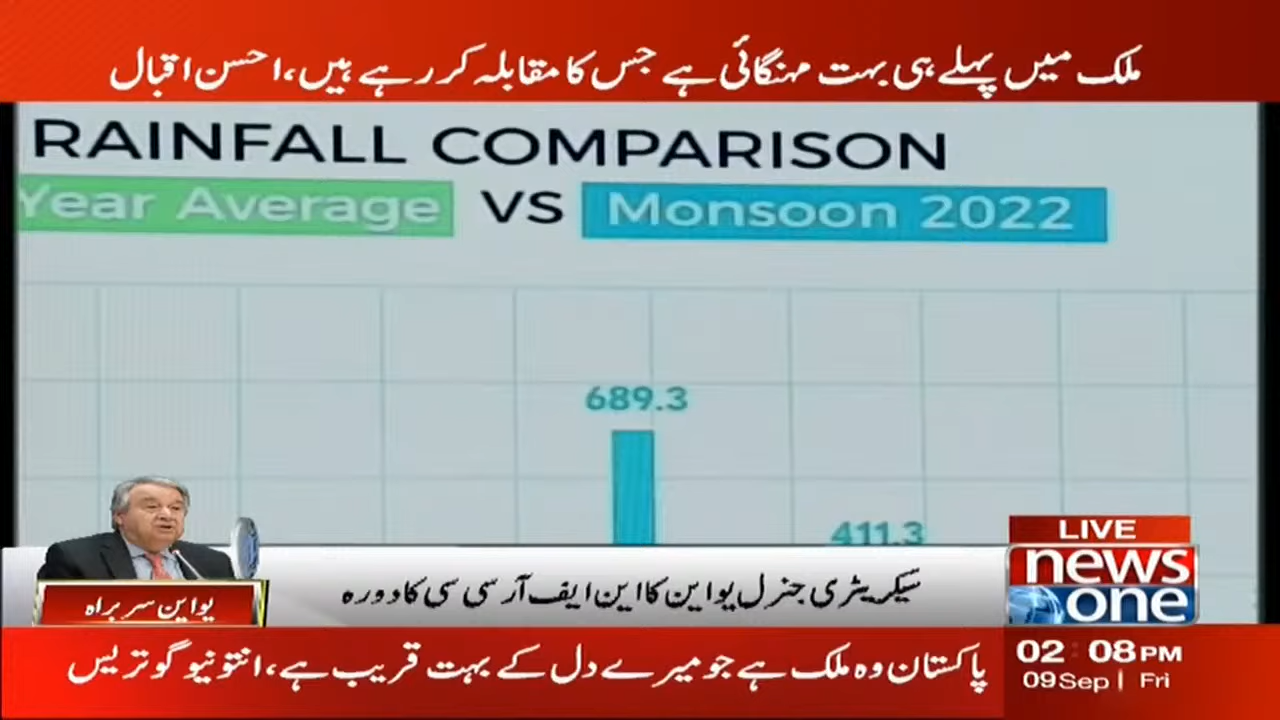 ملک میں پہلے ہی بہت مہنگائی ہے جس کا مقابلہ کر رہے ہیں، احسن اقبال
RAINFALL COMPARISON
Year Average VS Monsoon 2022
689.3
411.3
LIVE
news
one
سیکریٹری جنرل یو این کا این ایف آر سی سی کا دورہ
یو این سربراہ
پاکستان وہ ملک ہے جو میرے دل کے بہت قریب ہے، انتونیو گوتریس
02:08 PM
09 Sep | Fri